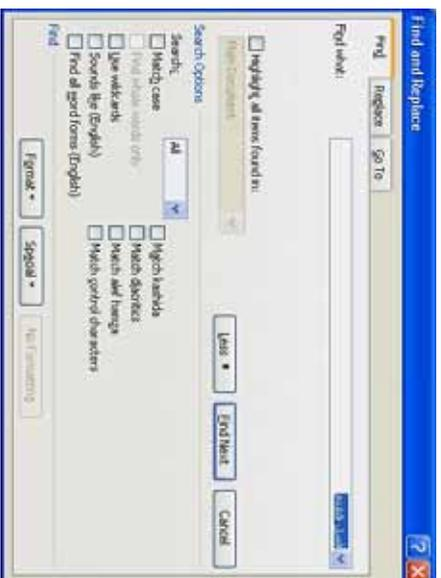 Find and Replace
Find Replace Go To
Find what:
Highlight all items found in:
Main Document
Less Find Next Cancel
Search Options
Search: All
Match case
Find whole words only
Use wildcards
Sounds like (English)
Find all word forms (English)
Match kashida
Match diacritics
Match alef hamza
Match control characters
Find
Format Special No Formatting